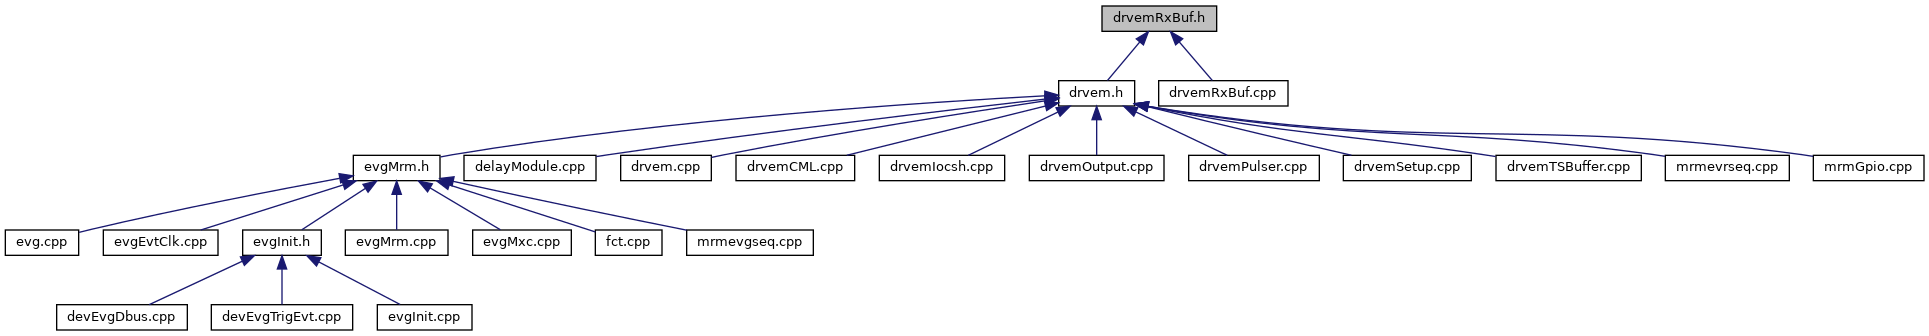 drvemRxBuf.h
drvem.h
drvemRxBuf.cpp
evgMrm.h
delayModule.cpp
drvem.cpp
drvemCML.cpp
drvemIocsh.cpp
drvemOutput.cpp
drvemPulser.cpp
drvemSetup.cpp
drvemTSBuffer.cpp
mrmevrseq.cpp
mrmGpio.cpp
evg.cpp
evgEvtClk.cpp
evgInit.h
evgMrm.cpp
evgMxc.cpp
fct.cpp
mrmevgseq.cpp
devEvgDbus.cpp
devEvgTrigEvt.cpp
evgInit.cpp